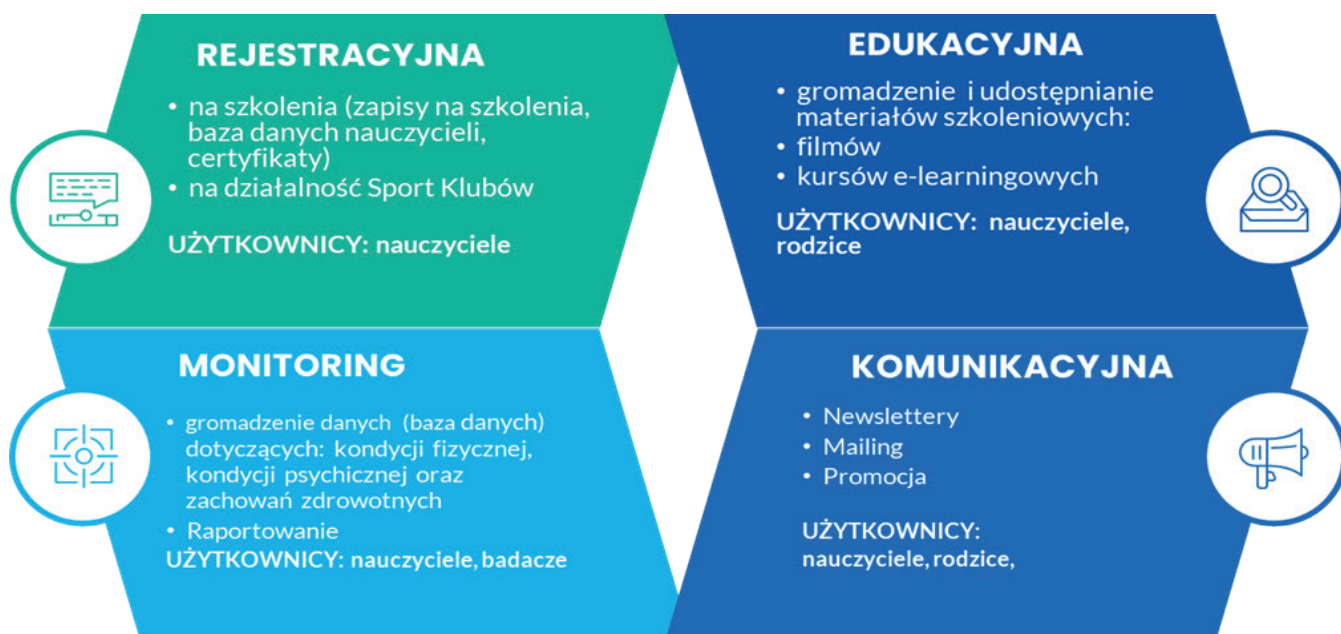 REJESTRACYJNA
• na szkolenia (zapisy na szkolenia,
baza danych nauczycieli,
certyfikaty)
• na działalność Sport Klubów
UŻYTKOWNICY: nauczyciele
EDUKACYJNA
• gromadzenie i udostępnianie
materiałów szkoleniowych:
• filmów
• kursów e-learningowych
UŻYTKOWNICY: nauczyciele,
rodzice
MONITORING
• gromadzenie danych (baza danych)
dotyczących: kondycji fizycznej,
kondycji psychicznej oraz
zachowań zdrowotnych
• Raportowanie
UŻYTKOWNICY: nauczyciele, badacze
KOMUNIKACYJNA
• Newslettery
• Mailing
• Promocja
UŻYTKOWNICY:
nauczyciele, rodzice,